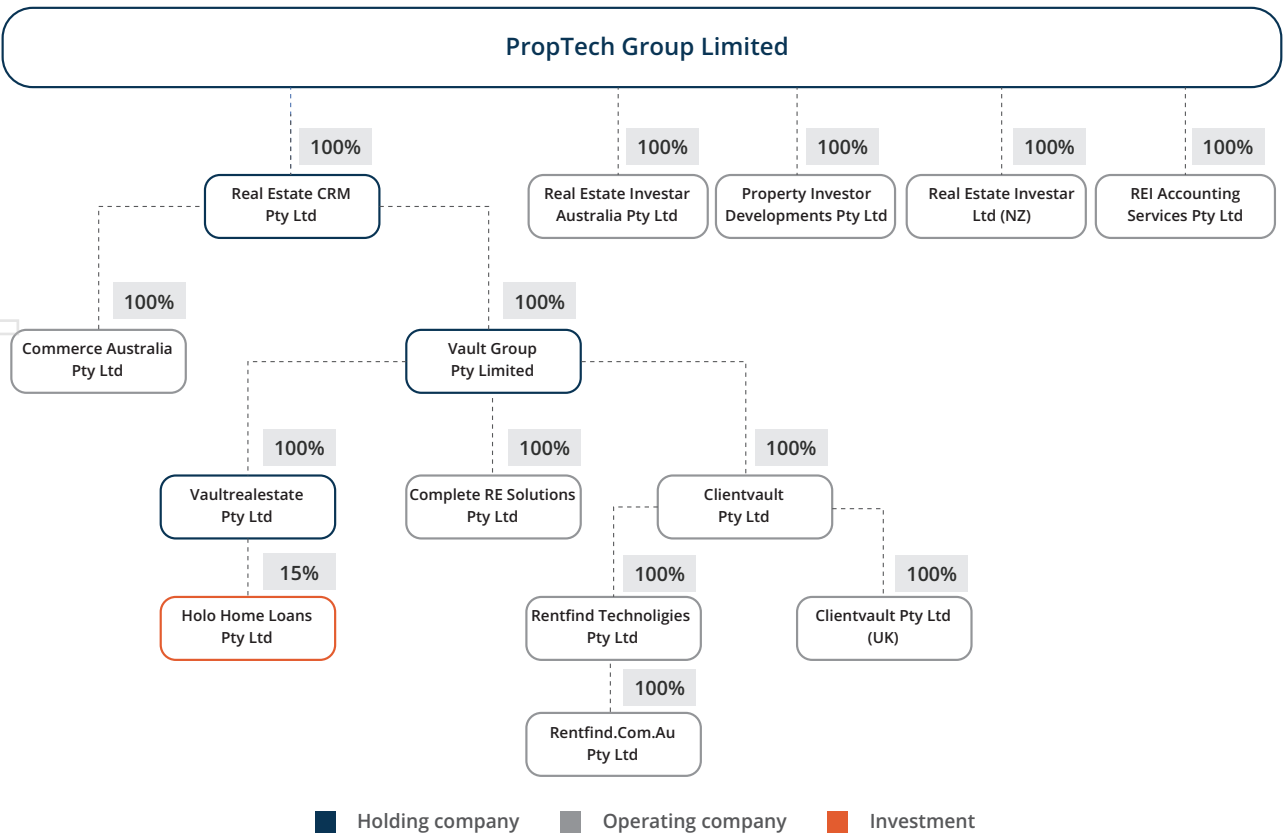 PropTech Group Limited
100%
100%
100%
100%
100%
Real Estate CRM
Pty Ltd
Real Estate Investar
Australia Pty Ltd
Property Investor
Developments Pty Ltd
Real Estate Investar
Ltd (NZ)
REI Accounting
Services Pty Ltd
100%
100%
Commerce Australia
Pty Ltd
Vault Group
Pty Limited
100%
100%
100%
Vaultrealestate
Pty Ltd
Complete RE Solutions
Pty Ltd
Clientvault
Pty Ltd
15%
100%
100%
Holo Home Loans
Pty Ltd
Rentfind Technoligies
Pty Ltd
Clientvault Pty Ltd
(UK)
100%
Rentfind.Com.Au
Pty Ltd
Holding company
Operating company
Investment